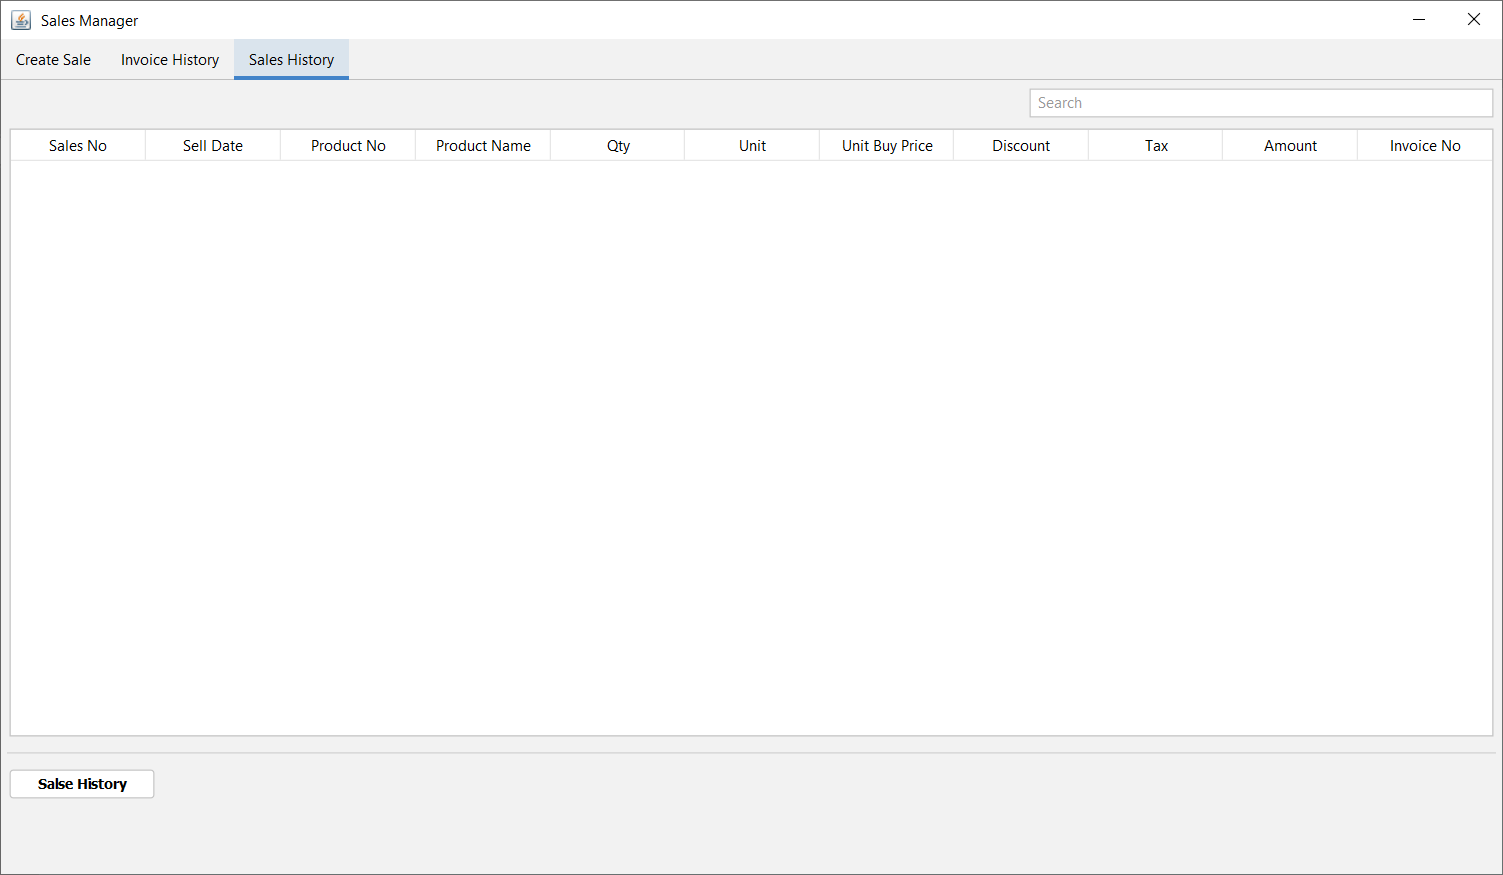 Sales Manager
Create Sale Invoice History Sales History
Search
Sales No Sell Date Product No Product Name Qty Unit Unit Buy Price Discount Tax Amount Invoice No
Salse History